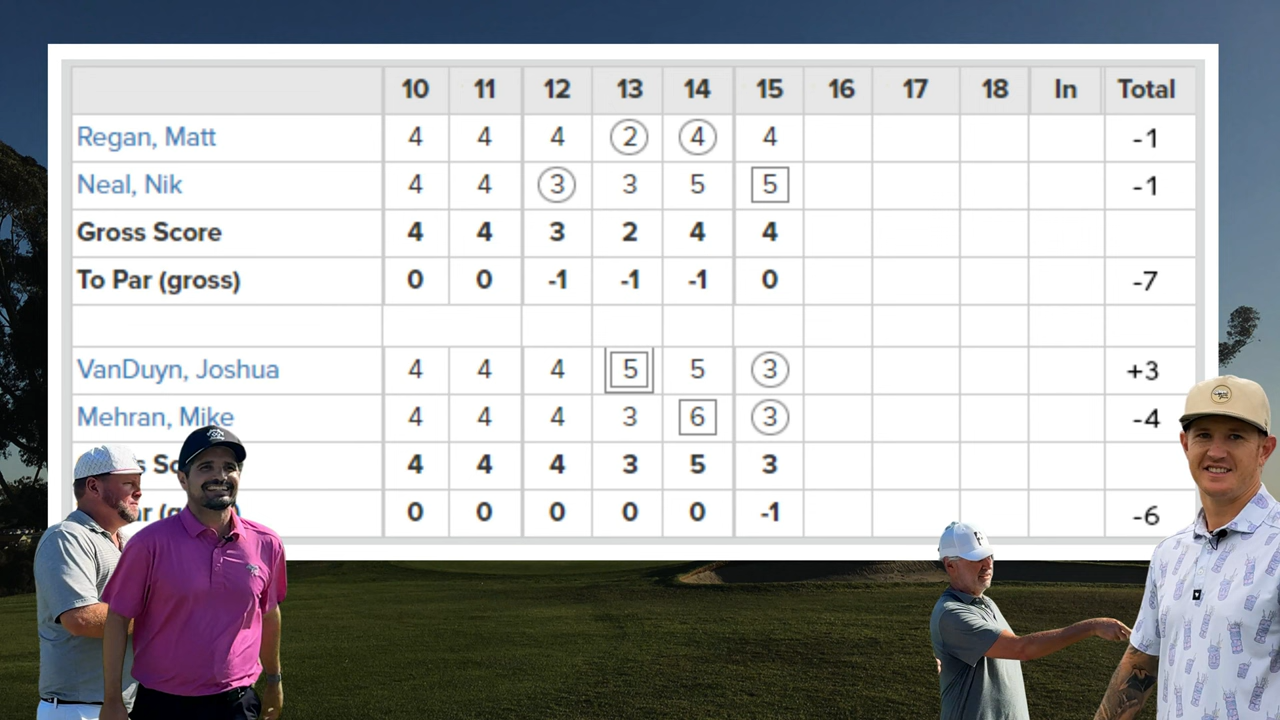 10 11 12 13 14 15 16 17 18 In Total
Regan, Matt 4 4 4 2 4 4 -1
Neal, Nik 4 4 3 3 5 5 -1
Gross Score 4 4 3 2 4 4
To Par (gross) 0 0 -1 -1 -1 0 -7
VanDuyn, Joshua 4 4 4 5 5 3 +3
Mehran, Mike 4 4 4 3 6 3 -4
4 4 4 3 5 3
0 0 0 0 0 -1 -6